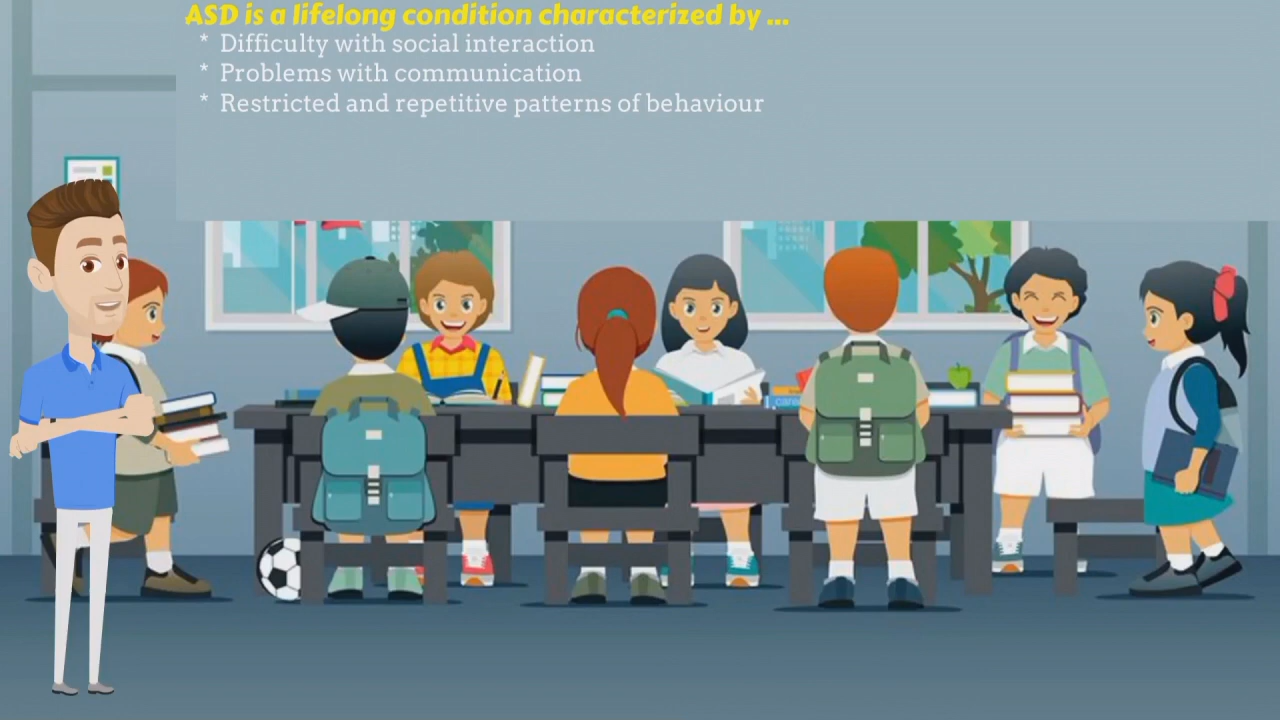 ASD is a lifelong condition characterized by ...
* Difficulty with social interaction
* Problems with communication
* Restricted and repetitive patterns of behaviour